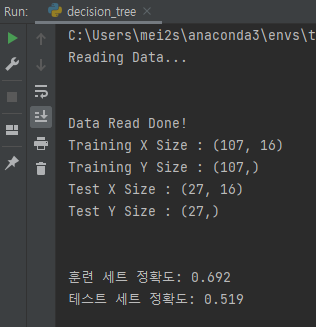 Run: decision_tree
C:\Users\mei2s\anaconda3\envs\t
Reading Data...
Data Read Done!
Training X Size : (107, 16)
Training Y Size : (107,)
Test X Size : (27, 16)
Test Y Size : (27,)
훈련 세트 정확도: 0.692
테스트 세트 정확도: 0.519